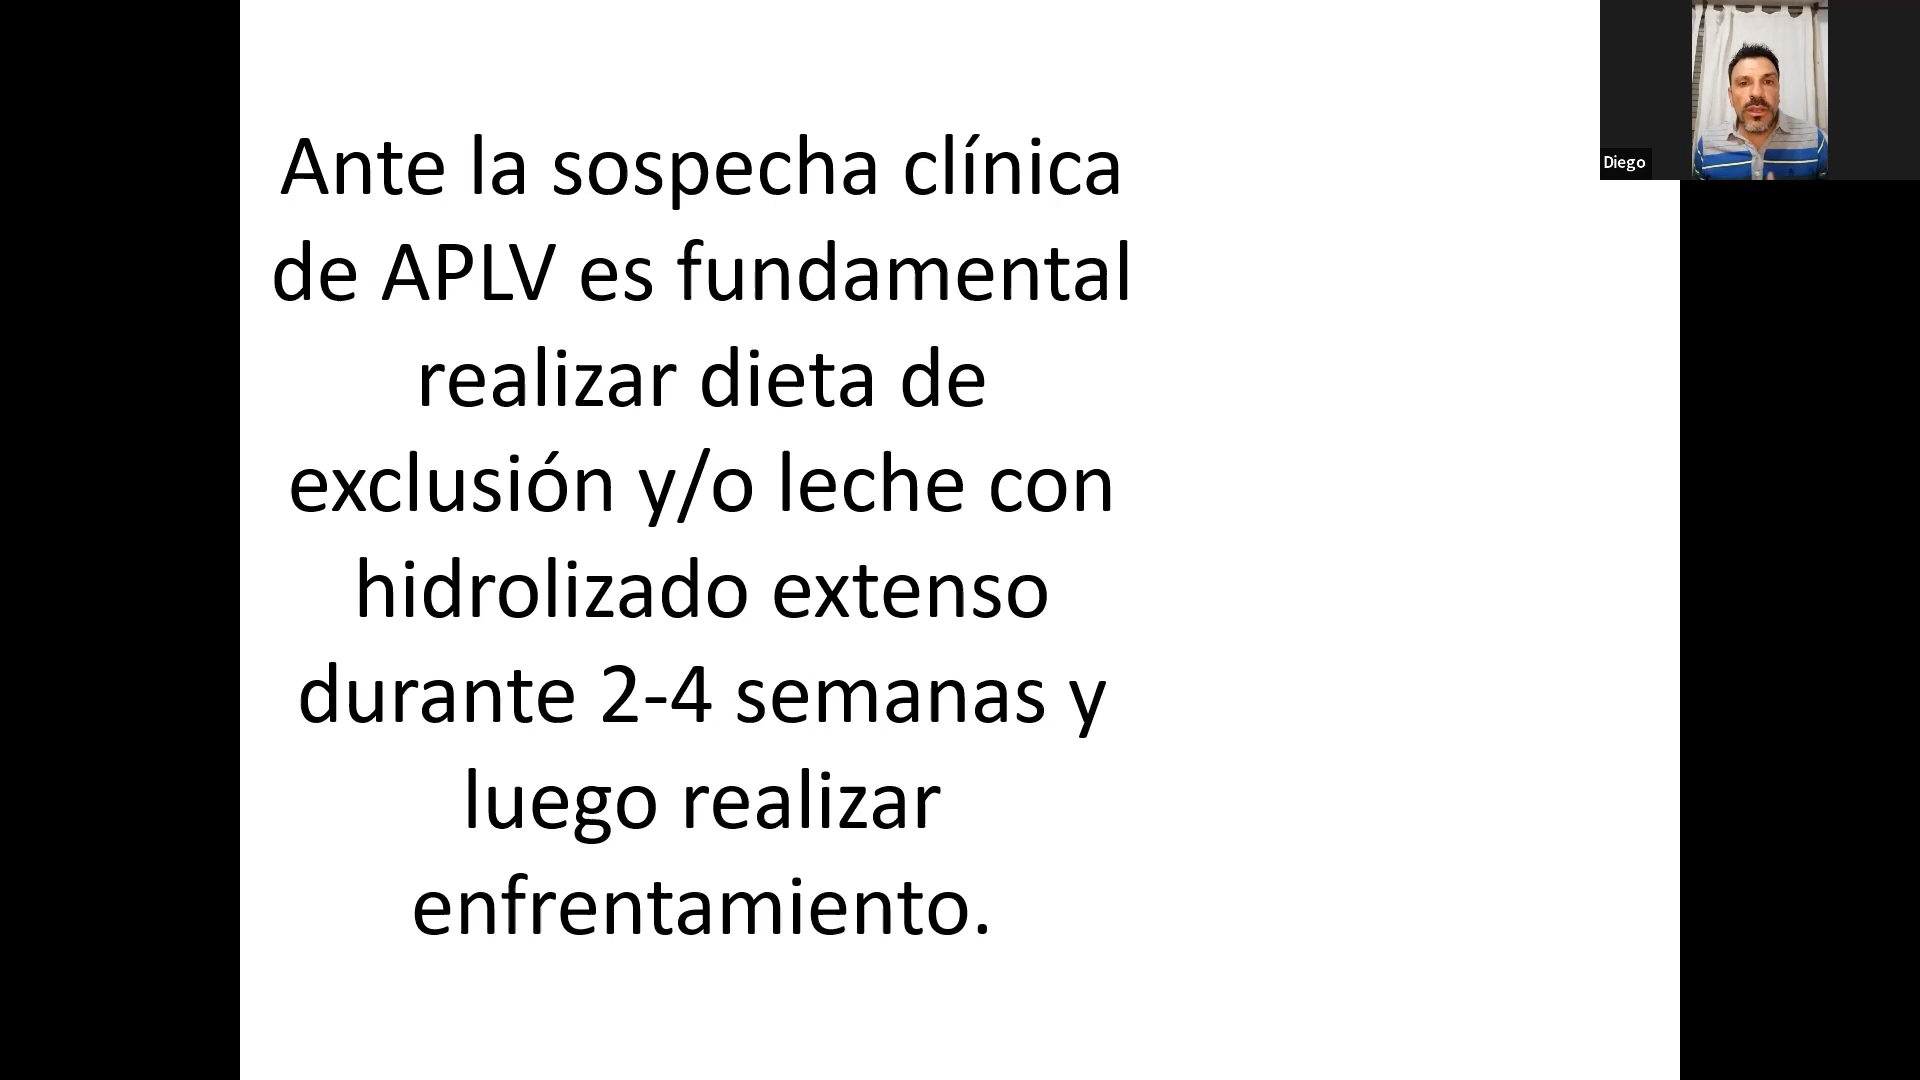 Ante la sospecha clínica
de APLV es fundamental
realizar dieta de
exclusión y/o leche con
hidrolizado extenso
durante 2-4 semanas y
luego realizar
enfrentamiento.
Diego